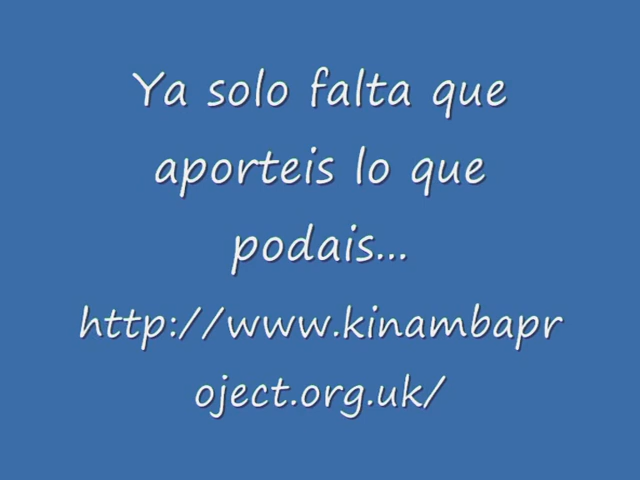 Ya solo falta que
aporteis lo que
podais...
http://www.kinambapr
oject.org.uk/